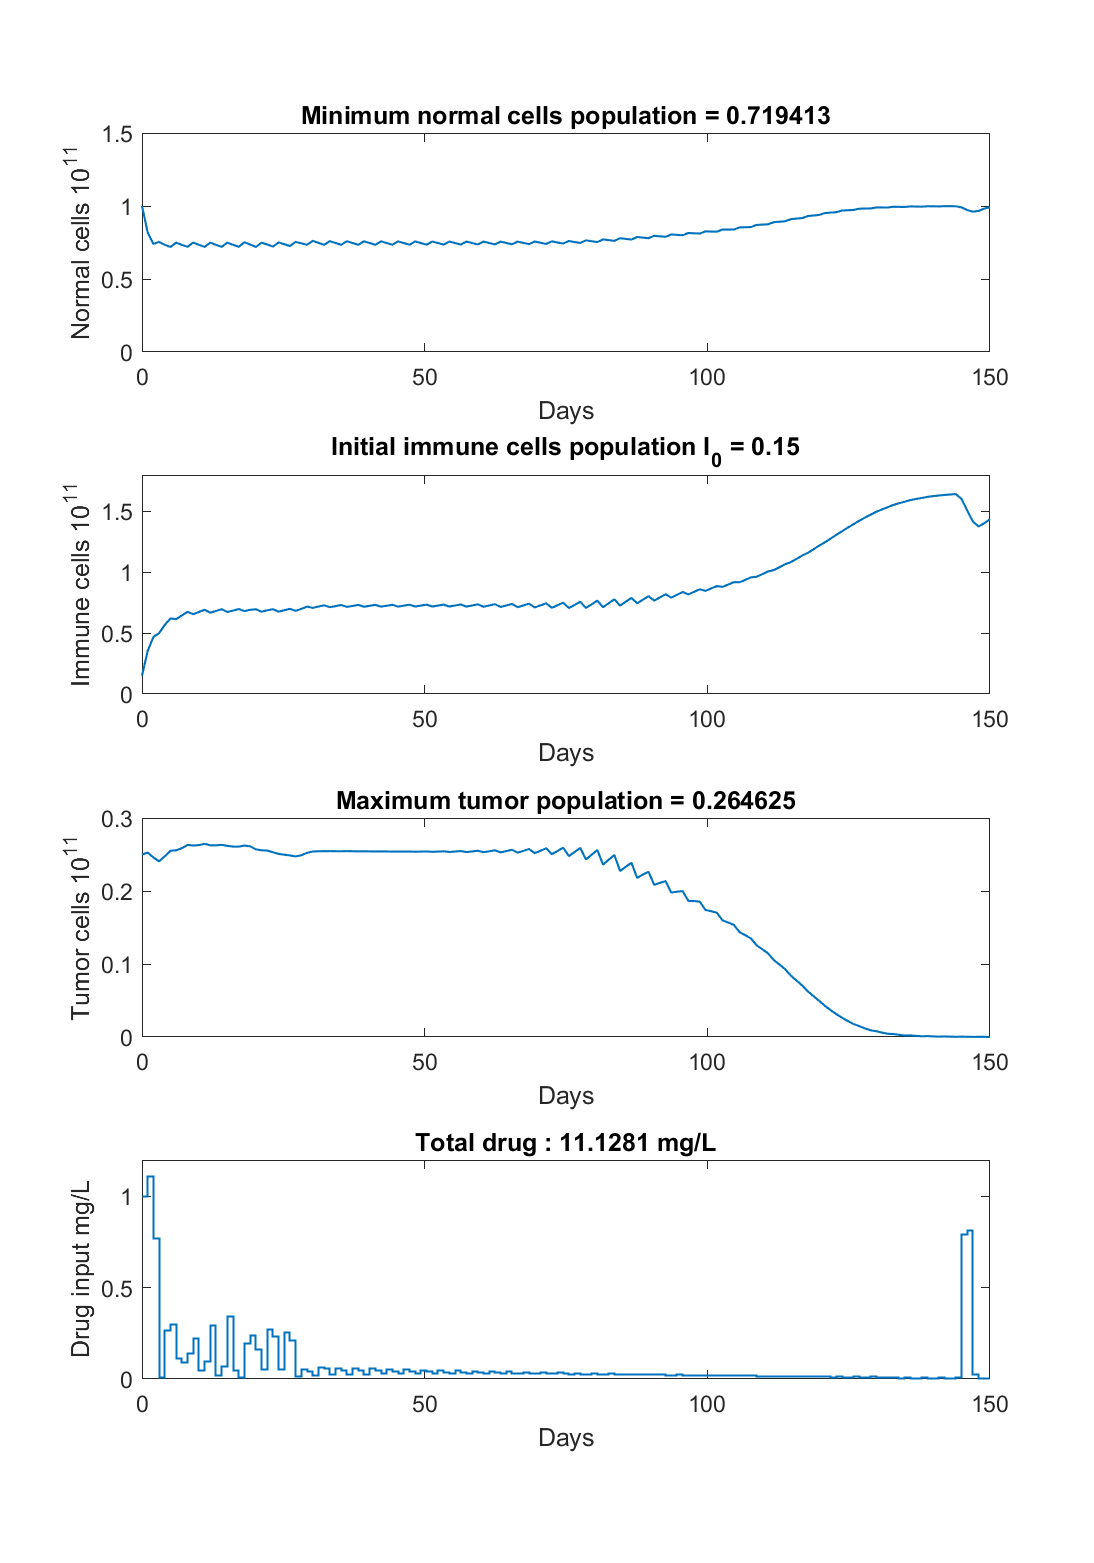 Minimum normal cells population = 0.719413
1.5
1
0.5
0
Normal cells 10^11
0
50
100
150
Days
Initial immune cells population I_0 = 0.15
1.5
1
0.5
0
Immune cells 10^11
0
50
100
150
Days
Maximum tumor population = 0.264625
0.3
0.2
0.1
0
Tumor cells 10^11
0
50
100
150
Days
Total drug : 11.1281 mg/L
1
0.5
0
Drug input mg/L
0
50
100
150
Days